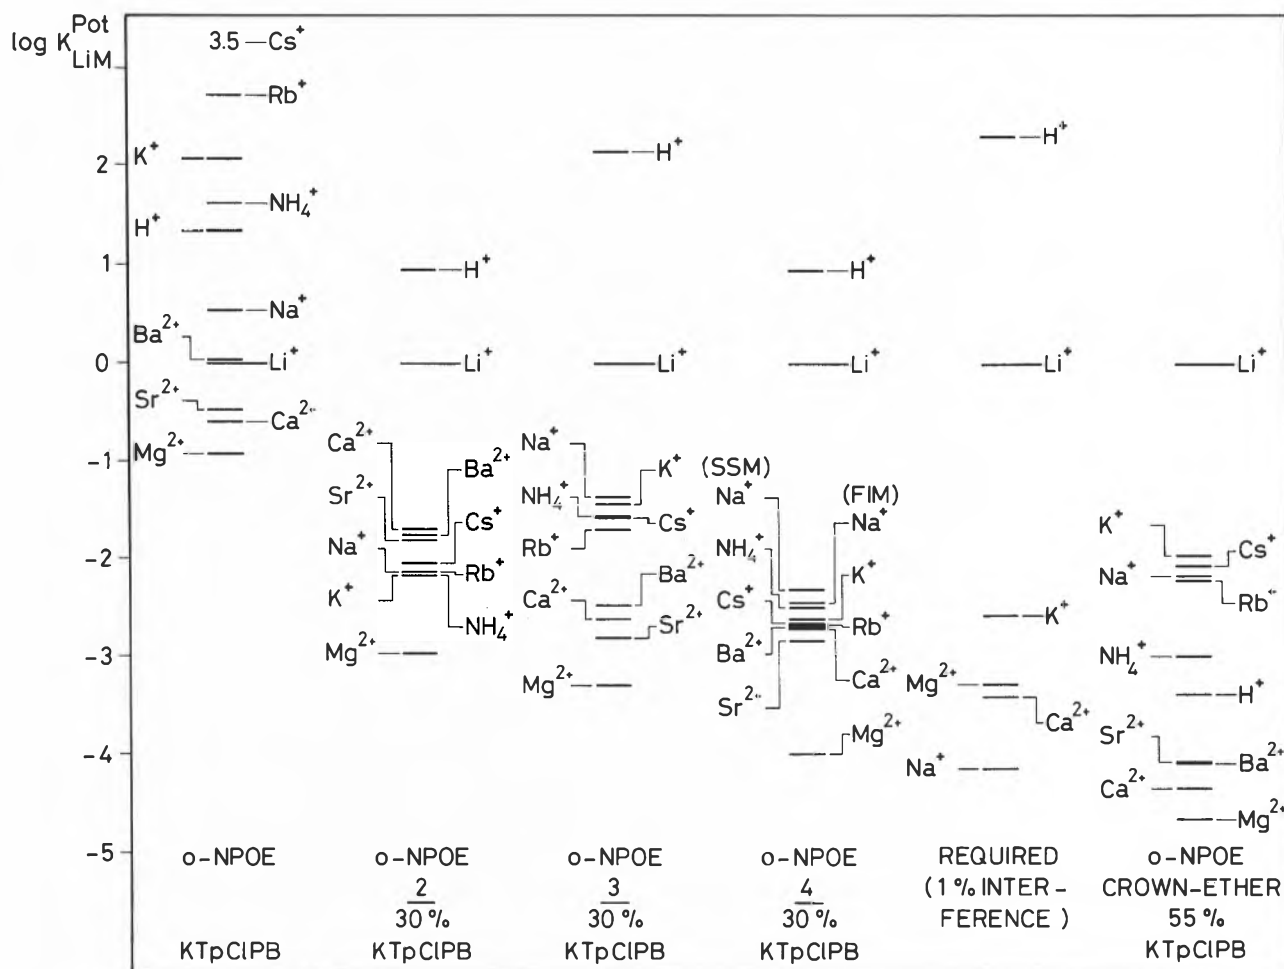 log K Pot LiM
2
1
0
-1
-2
-3
-4
-5
3.5 Cs⁺
Rb⁺
K⁺
NH₄⁺
H⁺
Na⁺
Ba²⁺
Li⁺
Sr²⁺
Ca²⁺
Mg²⁺
o-NPOE
KTpClPB
H⁺
Li⁺
Ca²⁺
Ba²⁺
Sr²⁺
Cs⁺
Na⁺
Rb⁺
K⁺
NH₄⁺
Mg²⁺
o-NPOE
2
30 %
KTpClPB
H⁺
Li⁺
Na⁺
K⁺
NH₄⁺
Cs⁺
Rb⁺
Ba²⁺
Ca²⁺
Sr²⁺
Mg²⁺
o-NPOE
3
30 %
KTpClPB
H⁺
Li⁺
(SSM)
Na⁺
(FIM)
Na⁺
NH₄⁺
K⁺
Cs⁺
Rb⁺
Ba²⁺
Ca²⁺
Sr²⁺
Mg²⁺
o-NPOE
4
30 %
KTpClPB
H⁺
Li⁺
K⁺
Mg²⁺
Ca²⁺
Na⁺
REQUIRED
(1% INTER-
FERENCE)
Li⁺
K⁺
Cs⁺
Na⁺
Rb⁺
NH₄⁺
H⁺
Sr²⁺
Ba²⁺
Ca²⁺
Mg²⁺
o-NPOE
CROWN-ETHER
55 %
KTpClPB